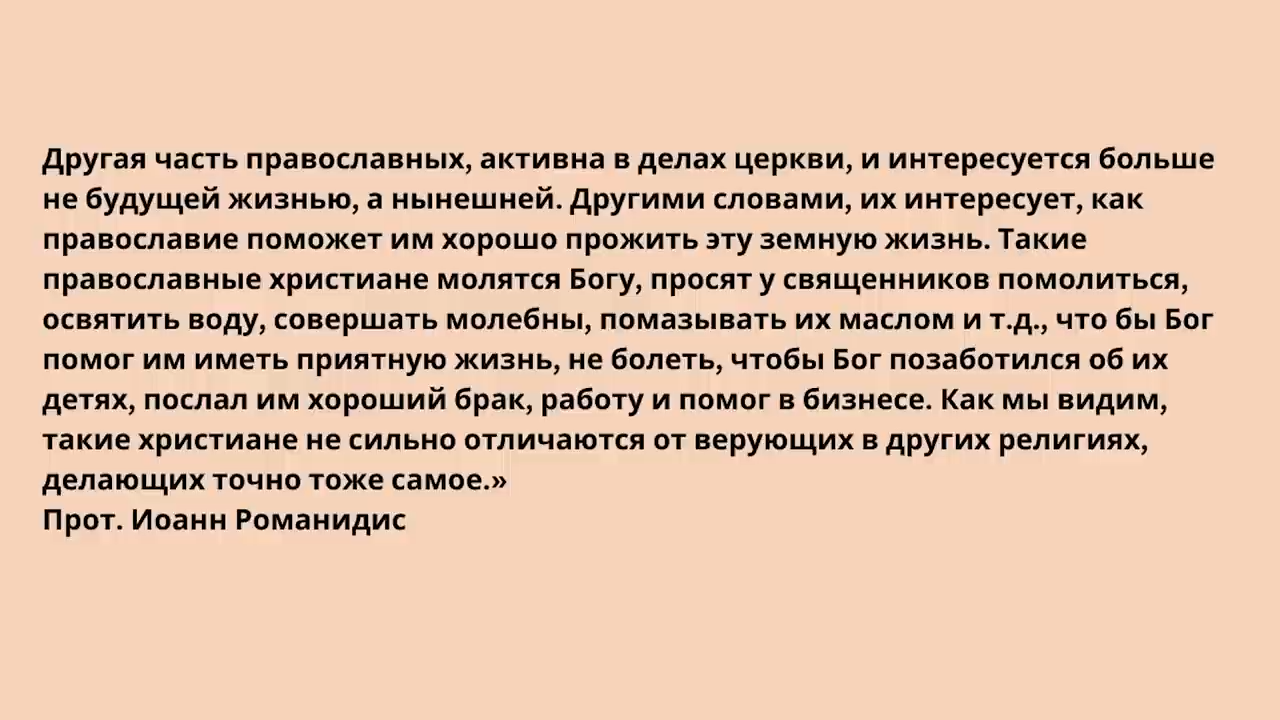 Другая часть православных, активна в делах церкви, и интересуется больше
не будущей жизнью, а нынешней. Другими словами, их интересует, как
православие поможет им хорошо прожить эту земную жизнь. Такие
православные христиане молятся Богу, просят у священников помолиться,
освятить воду, совершать молебны, помазывать их маслом и т.д., что бы Бог
помог им иметь приятную жизнь, не болеть, чтобы Бог позаботился об их
детях, послал им хороший брак, работу и помог в бизнесе. Как мы видим,
такие христиане не сильно отличаются от верующих в других религиях,
делающих точно тоже самое.»
Прот. Иоанн Романидис